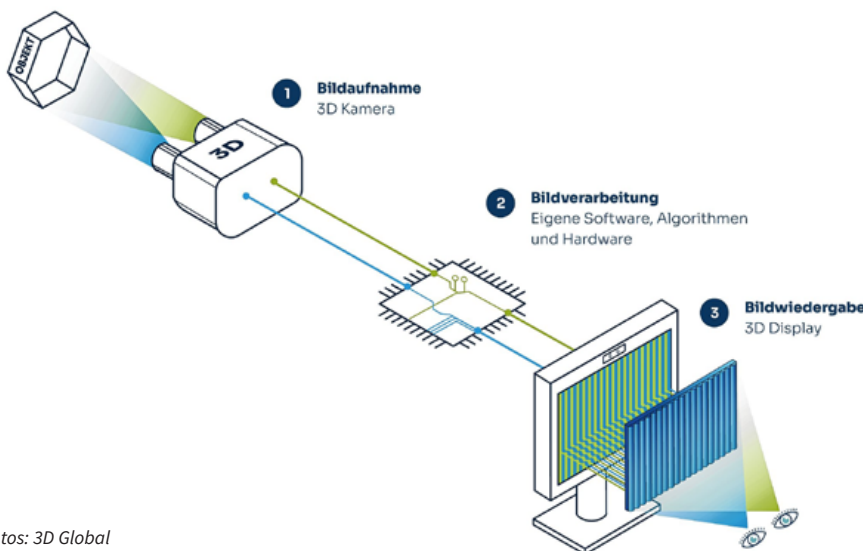 OBJEKT
1
Bildaufnahme
3D Kamera
3D
2
Bildverarbeitung
Eigene Software, Algorithmen
und Hardware
3
Bildwiedergabe
3D Display
tos: 3D Global